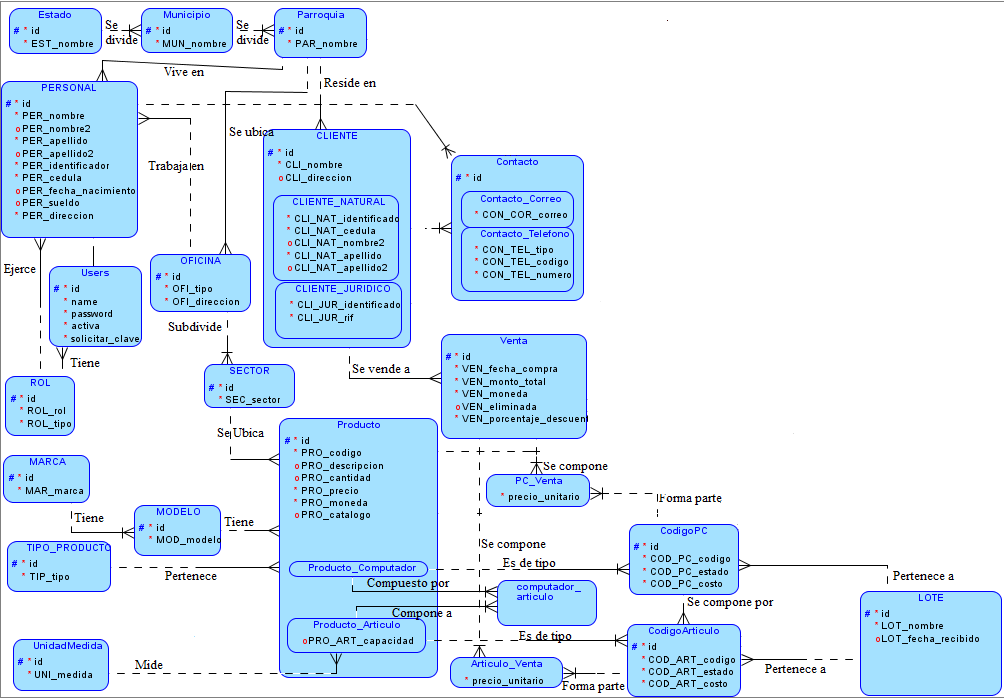 Estado
# * id
* EST_nombre
Se
divide
Municipio
# * id
* MUN_nombre
Se
divide
Parroquia
# * id
* PAR_nombre
Vive en
Reside en
Se ubica
PERSONAL
# * id
* PER_nombre
o PER_nombre2
* PER_apellido
o PER_apellido2
* PER_identificador
* PER_cedula
o PER_fecha_nacimiento
o PER_sueldo
* PER_direccion
Trabaja en
CLIENTE
# * id
* CLI_nombre
o CLI_direccion
CLIENTE_NATURAL
* CLI_NAT_identificado
* CLI_NAT_cedula
o CLI_NAT_nombre2
* CLI_NAT_apellido
o CLI_NAT_apellido2
CLIENTE_JURIDICO
* CLI_JUR_identificado
* CLI_JUR_rif
Contacto
# * id
Contacto_Correo
* CON_COR_correo
Contacto_Telefono
* CON_TEL_tipo
* CON_TEL_codigo
* CON_TEL_numero
Ejerce
Users
# * id
* name
* password
* activa
* solicitar_clave
Tiene
OFICINA
# * id
* OFI_tipo
* OFI_direccion
Subdivide
ROL
# * id
* ROL_rol
* ROL_tipo
SECTOR
# * id
* SEC_sector
Se Ubica
Se vende a
Venta
# * id
* VEN_fecha_compra
* VEN_monto_total
* VEN_moneda
o VEN_eliminada
* VEN_porcentaje_descuen
MARCA
# * id
* MAR_marca
Tiene
MODELO
# * id
* MOD_modelo
Tiene
TIPO_PRODUCTO
# * id
* TIP_tipo
Pertenece
Producto
# * id
* PRO_codigo
o PRO_descripcion
o PRO_cantidad
* PRO_precio
* PRO_moneda
o PRO_catalogo
Producto_Computador
Compuesto por
Compone a
Producto_Articulo
o PRO_ART_capacidad
Se compone
PC_Venta
* precio_unitario
Forma parte
Se compone
Es de tipo
CodigoPC
# * id
* COD_PC_codigo
* COD_PC_estado
* COD_PC_costo
Pertenece a
computador_
articulo
Se compone por
LOTE
# * id
* LOT_nombre
o LOT_fecha_recibido
Es de tipo
CodigoArticulo
# * id
* COD_ART_codigo
* COD_ART_estado
* COD_ART_costo
Pertenece a
UnidadMedida
# * id
* UNI_medida
Mide
Articulo_Venta
* precio_unitario
Forma parte